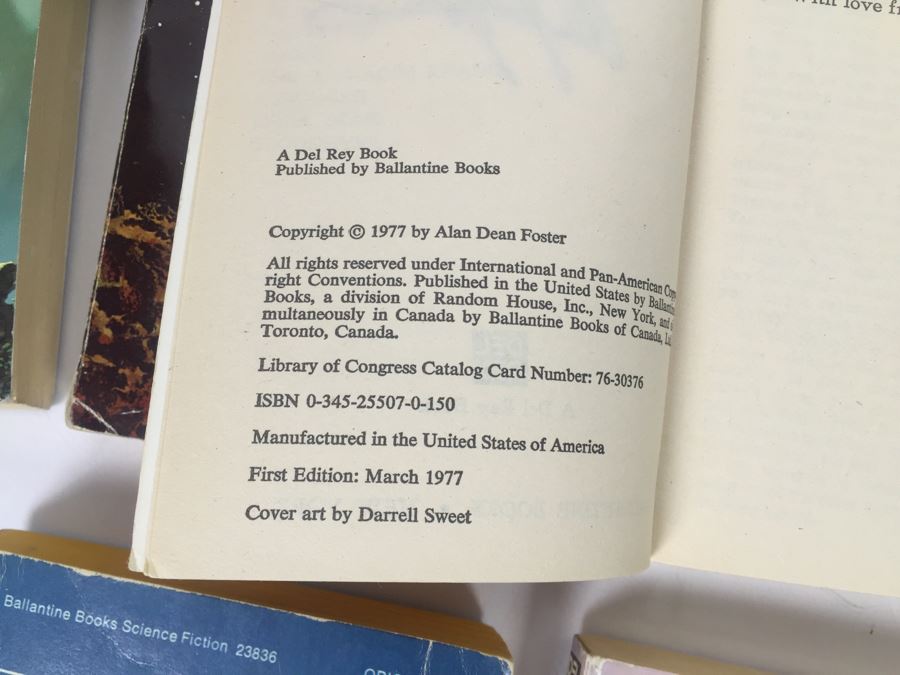 with love
A Del Rey Book
Published by Ballantine Books
Copyright © 1977 by Alan Dean Foster
All rights reserved under International and Pan-American
right Conventions. Published in the United States by
Books, a division of Random House, Inc., New York, and
multaneously in Canada by Ballantine Books of Canada,
Toronto, Canada.
Library of Congress Catalog Card Number: 76-30376
ISBN 0-345-25507-0-150
Manufactured in the United States of America
First Edition: March 1977
Cover art by Darrell Sweet
Ballantine Books Science Fiction 23836